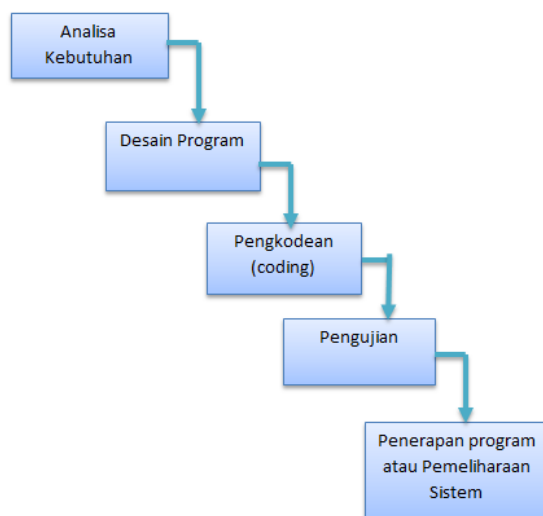 Analisa
Kebutuhan
Desain Program
Pengkodean
(coding)
Pengujian
Penerapan program
atau Pemeliharaan
Sistem